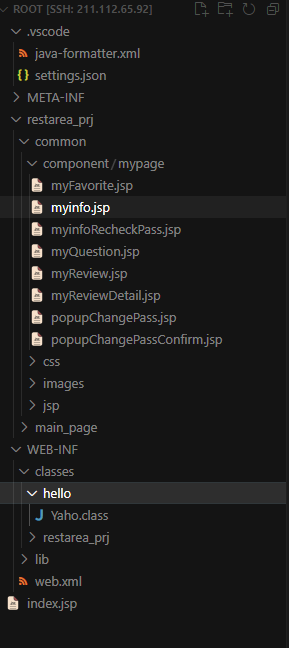 ROOT [SSH: 211.112.65.92]
.vscode
java-formatter.xml
settings.json
META-INF
restarea_prj
common
component / mypage
myFavorite.jsp
myinfo.jsp
myinfoRecheckPass.jsp
myQuestion.jsp
myReview.jsp
myReviewDetail.jsp
popupChangePass.jsp
popupChangePassConfirm.jsp
css
images
jsp
main_page
WEB-INF
classes
hello
J Yaho.class
restarea_prj
lib
web.xml
index.jsp